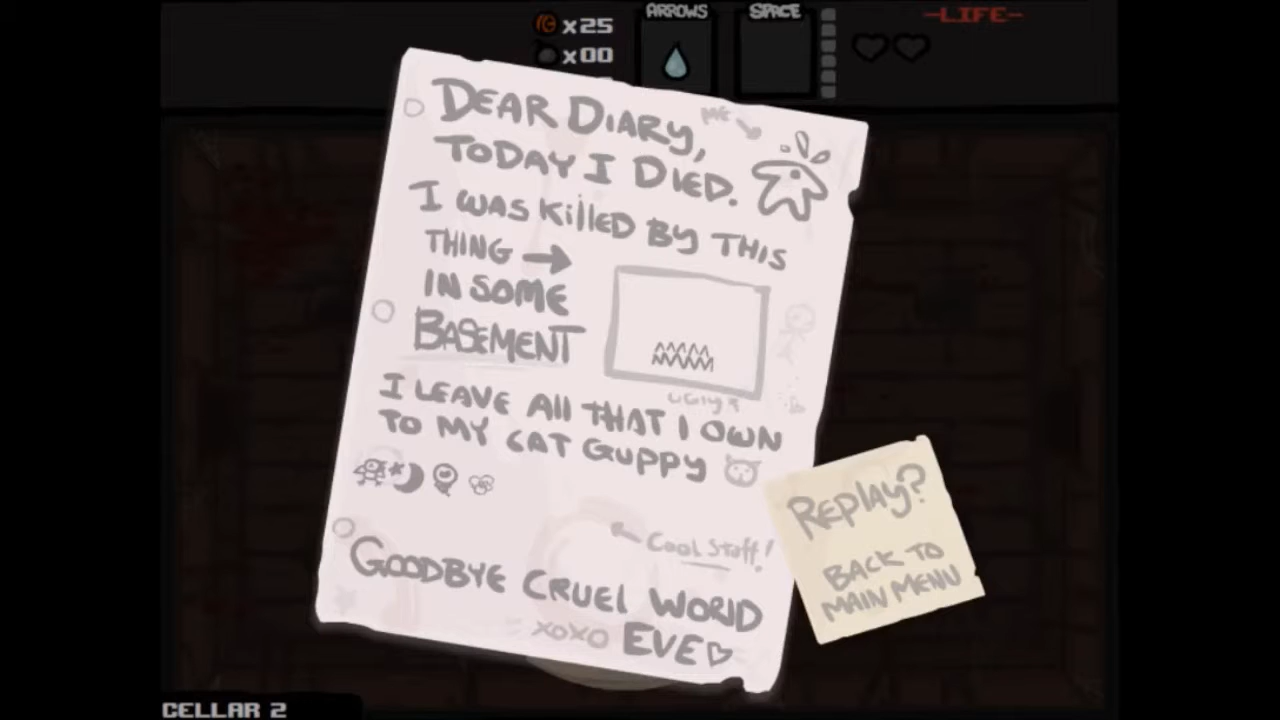 x25
x00
ARROWS
SPACE
-LIFE-
DEAR DIARY,
ME
TODAY I DIED.
I WAS KillED BY THIS
THING
IN SOME
BASEMENT
UGLY
I LEAVE All THAT I OWN
TO MY CAT GUPPY
COOL STUFF!
GOODBYE CRUEL WORLD
XOXO EVE
REPLAY?
BACK TO
MAIN MENU
CELLAR 2